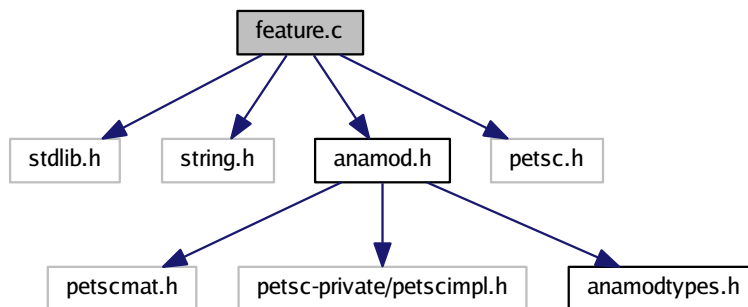 feature.c
stdlib.h
string.h
anamod.h
petsc.h
petscmat.h
petsc-private/petscimpl.h
anamodtypes.h